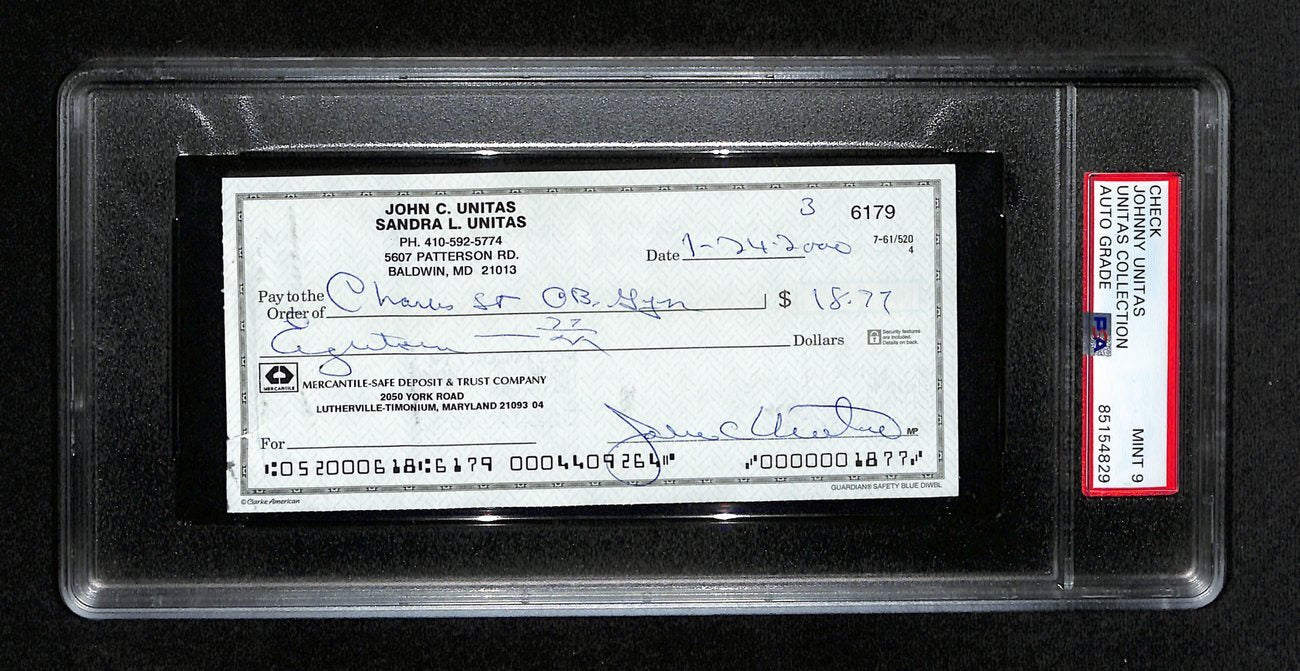 JOHN C. UNITAS
SANDRA L. UNITAS
PH. 410-592-5774
5607 PATTERSON RD.
BALDWIN, MD 21013
3 6179
7-61/520
4
Date 1-24-2000
Pay to the
Order of Charles St OB. Gyn $ 18.77
Eighteen 77 Dollars
Security features
are included.
Details on back.
MERCANTILE
MERCANTILE-SAFE DEPOSIT & TRUST COMPANY
2050 YORK ROAD
LUTHERVILLE-TIMONIUM, MARYLAND 21093 04
For
John C Unitas MP
⑆052000618⑆6179 0004409264⑈ ⑇0000001877⑇
©Clarke American
GUARDIAN® SAFETY BLUE DIWBL
CHECK
JOHNNY UNITAS
UNITAS COLLECTION
AUTO GRADE
MINT 9
85154829
PSA